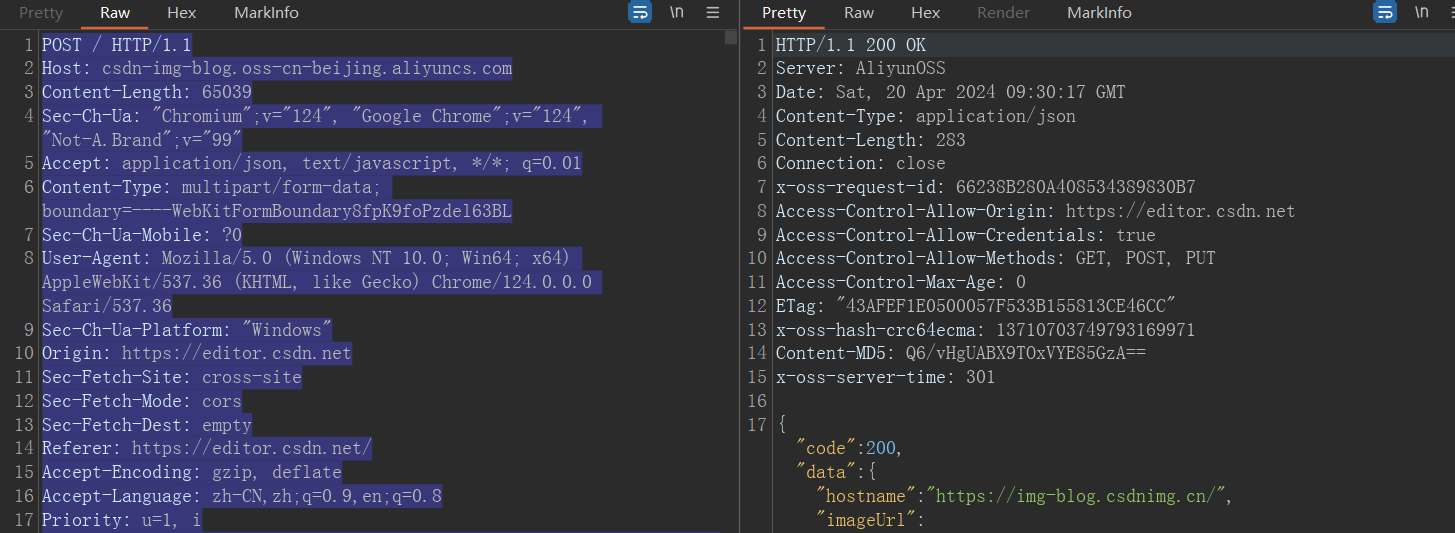 Pretty Raw Hex MarkInfo \n
1 POST / HTTP/1.1
2 Host: csdn-img-blog.oss-cn-beijing.aliyuncs.com
3 Content-Length: 65039
4 Sec-Ch-Ua: "Chromium";v="124", "Google Chrome";v="124",
"Not-A.Brand";v="99"
5 Accept: application/json, text/javascript, */*; q=0.01
6 Content-Type: multipart/form-data;
boundary=----WebKitFormBoundary8fpK9foPzdel63BL
7 Sec-Ch-Ua-Mobile: ?0
8 User-Agent: Mozilla/5.0 (Windows NT 10.0; Win64; x64)
AppleWebKit/537.36 (KHTML, like Gecko) Chrome/124.0.0.0
Safari/537.36
9 Sec-Ch-Ua-Platform: "Windows"
10 Origin: https://editor.csdn.net
11 Sec-Fetch-Site: cross-site
12 Sec-Fetch-Mode: cors
13 Sec-Fetch-Dest: empty
14 Referer: https://editor.csdn.net/
15 Accept-Encoding: gzip, deflate
16 Accept-Language: zh-CN,zh;q=0.9,en;q=0.8
17 Priority: u=1, i
Pretty Raw Hex Render MarkInfo \n
1 HTTP/1.1 200 OK
2 Server: AliyunOSS
3 Date: Sat, 20 Apr 2024 09:30:17 GMT
4 Content-Type: application/json
5 Content-Length: 283
6 Connection: close
7 x-oss-request-id: 66238B280A408534389830B7
8 Access-Control-Allow-Origin: https://editor.csdn.net
9 Access-Control-Allow-Credentials: true
10 Access-Control-Allow-Methods: GET, POST, PUT
11 Access-Control-Max-Age: 0
12 ETag: "43AFEF1E0500057F533B155813CE46CC"
13 x-oss-hash-crc64ecma: 13710703749793169971
14 Content-MD5: Q6/vHgUABX9TOxVYE85GzA==
15 x-oss-server-time: 301
16
17 {
"code":200,
"data":{
"hostname":"https://img-blog.csdnimg.cn/",
"imageUrl":